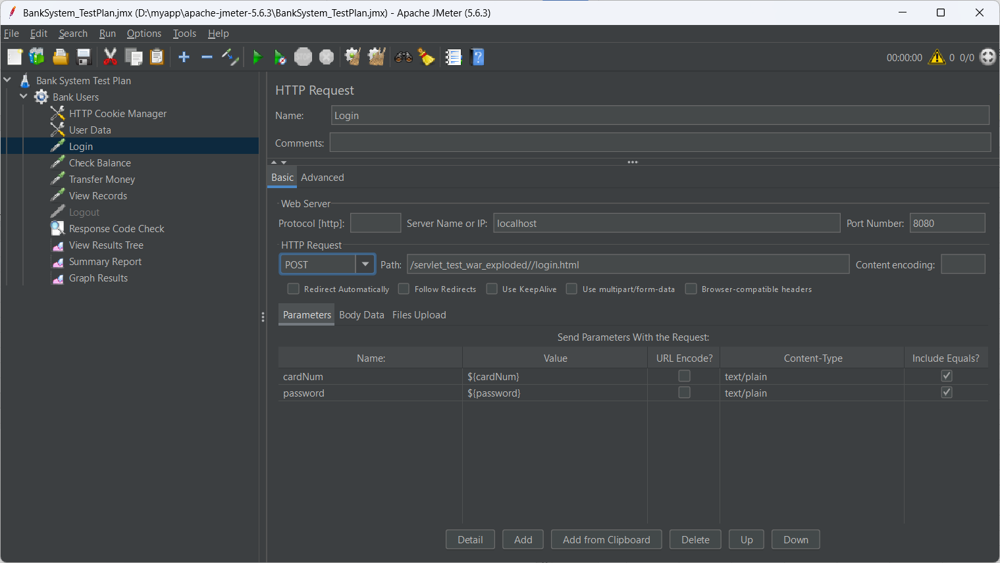 BankSystem_TestPlan.jmx (D:\myapp\apache-jmeter-5.6.3\BankSystem_TestPlan.jmx) - Apache JMeter (5.6.3)
File Edit Search Run Options Tools Help
STOP 00:00:00 0 0/0
Bank System Test Plan
Bank Users
HTTP Cookie Manager
User Data
Login
Check Balance
Transfer Money
View Records
Logout
Response Code Check
View Results Tree
Summary Report
Graph Results
HTTP Request
Name: Login
Comments:
Basic Advanced
Web Server
Protocol [http]: Server Name or IP: localhost Port Number: 8080
HTTP Request
POST Path: /servlet_test_war_exploded//login.html Content encoding:
Redirect Automatically Follow Redirects Use KeepAlive Use multipart/form-data Browser-compatible headers
Parameters Body Data Files Upload
Send Parameters With the Request:
Name: Value URL Encode? Content-Type Include Equals?
cardNum ${cardNum} text/plain
password ${password} text/plain
Detail Add Add from Clipboard Delete Up Down